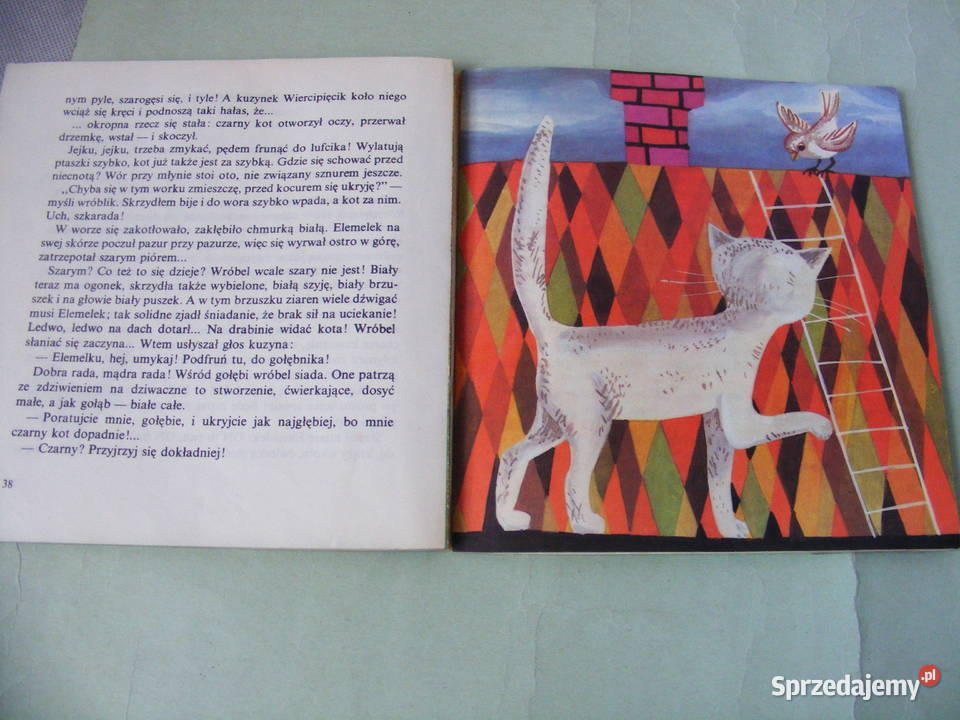 nym pyle, szarogęsi się, i tyle! A kuzynek Wiercipięcik koło niego
wciąż się kręci i podnoszą taki hałas, że...
... okropna rzecz się stała: czarny kot otworzył oczy, przerwał
drzemkę, wstał — i skoczył.
Jejku, jejku, trzeba zmykać, pędem frunąć do lufcika! Wylatują
ptaszki szybko, kot już także jest za szybką. Gdzie się schować przed
niecnotą? Wór przy młynie stoi oto, nie związany sznurem jeszcze.
„Chyba się w tym worku zmieszczę, przed kocurem się ukryję?” —
myśli wróblik. Skrzydłem bije i do wora szybko wpada, a kot za nim.
Uch, szkarada!
W worze się zakotłowało, zakłębiło chmurką białą. Elemelek na
swej skórze poczuł pazur przy pazurze, więc się wyrwał ostro w górę,
zatrzepotał szarym piórem...
Szarym? Co też to się dzieje? Wróbel wcale szary nie jest! Biały
teraz ma ogonek, skrzydła także wybielone, białą szyję, biały brzu-
szek i na głowie biały puszek. A w tym brzuszku ziaren wiele dźwigać
musi Elemelek; tak solidne zjadł śniadanie, że brak sił na uciekanie!
Ledwo, ledwo na dach dotarł... Na drabinie widać kota! Wróbel
słaniać się zaczyna... Wtem usłyszał głos kuzyna:
— Elemelku, hej, umykaj! Podfruń tu, do gołębnika!
Dobra rada, mądra rada! Wśród gołębi wróbel siada. One patrzą
ze zdziwieniem na dziwaczne to stworzenie, ćwierkające, dosyć
małe, a jak gołąb — białe całe.
— Poratujcie mnie, gołębie, i ukryjcie jak najgłębiej, bo mnie
czarny kot dopadnie!...
— Czarny? Przyjrzyj się dokładniej!
38
Sprzedajemy.pl